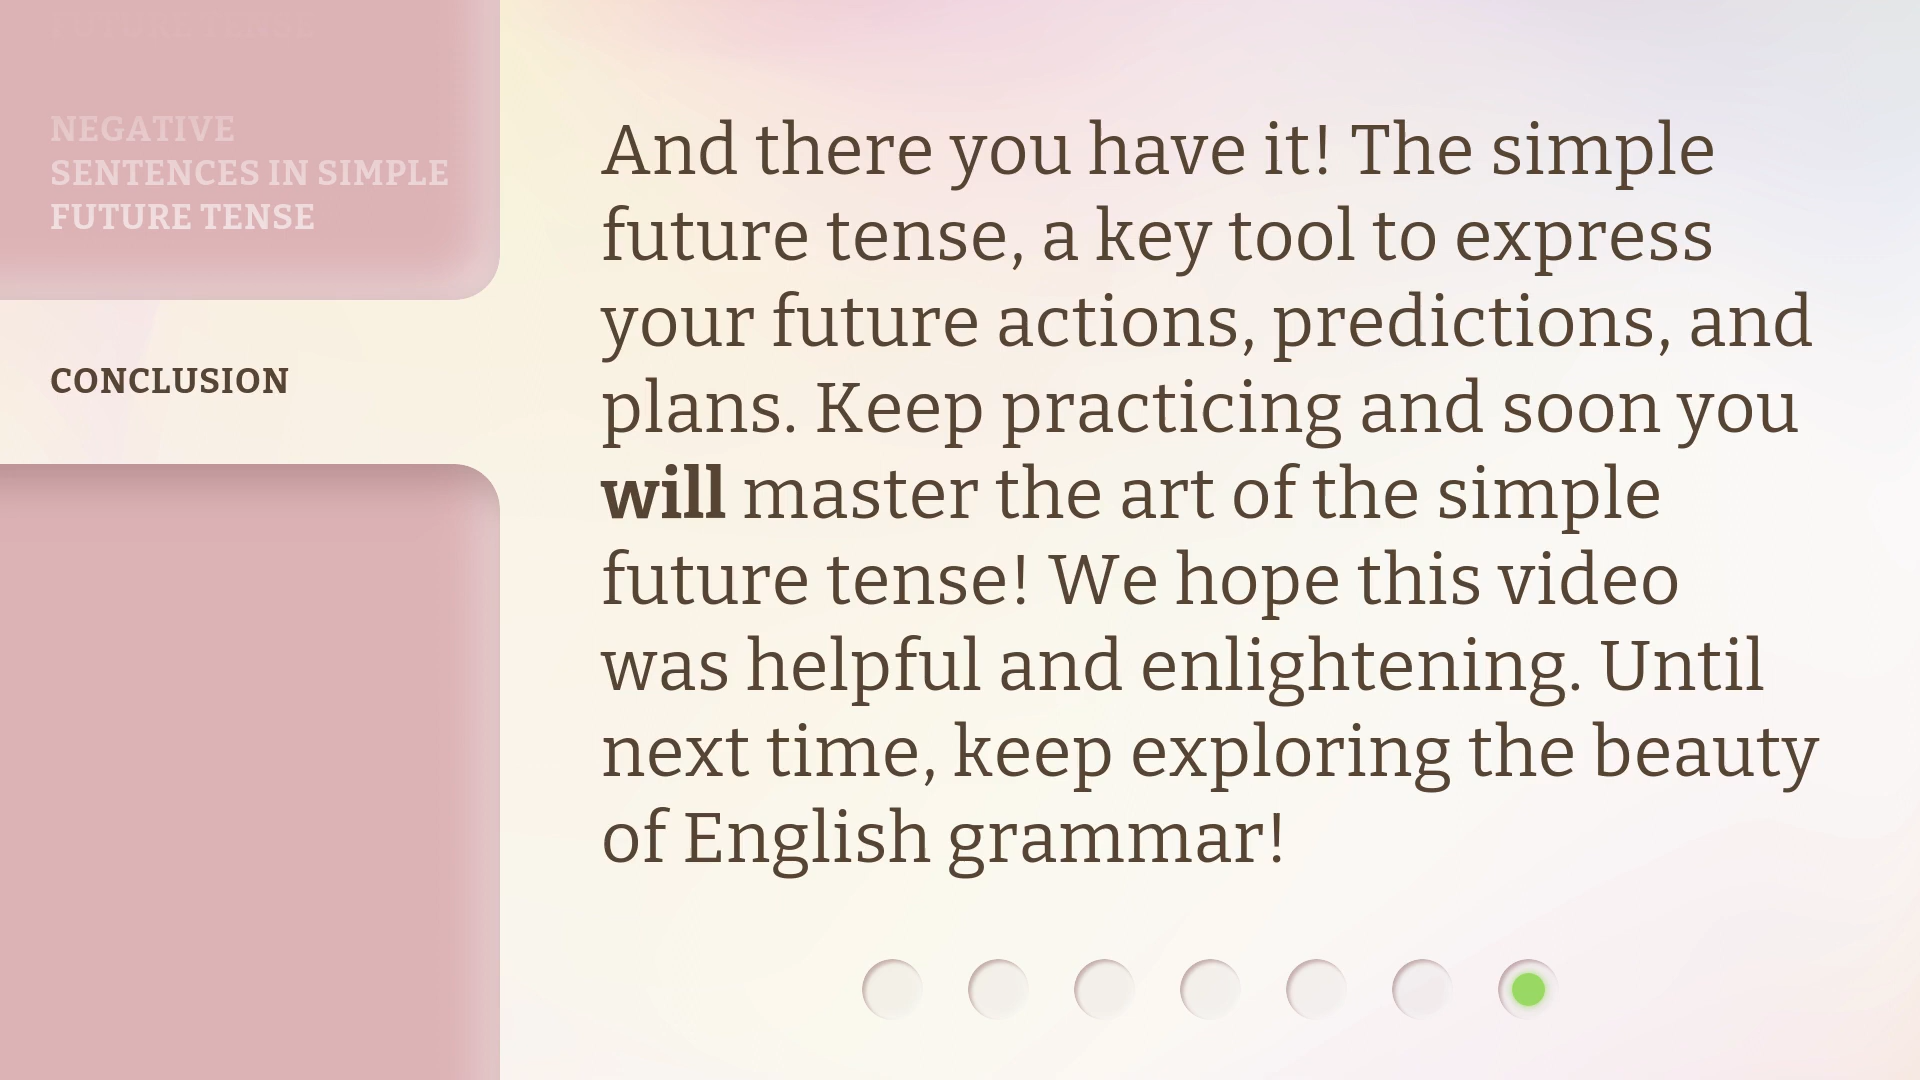 FUTURE TENSE
NEGATIVE
SENTENCES IN SIMPLE
FUTURE TENSE
CONCLUSION
And there you have it! The simple
future tense, a key tool to express
your future actions, predictions, and
plans. Keep practicing and soon you
will master the art of the simple
future tense! We hope this video
was helpful and enlightening. Until
next time, keep exploring the beauty
of English grammar!